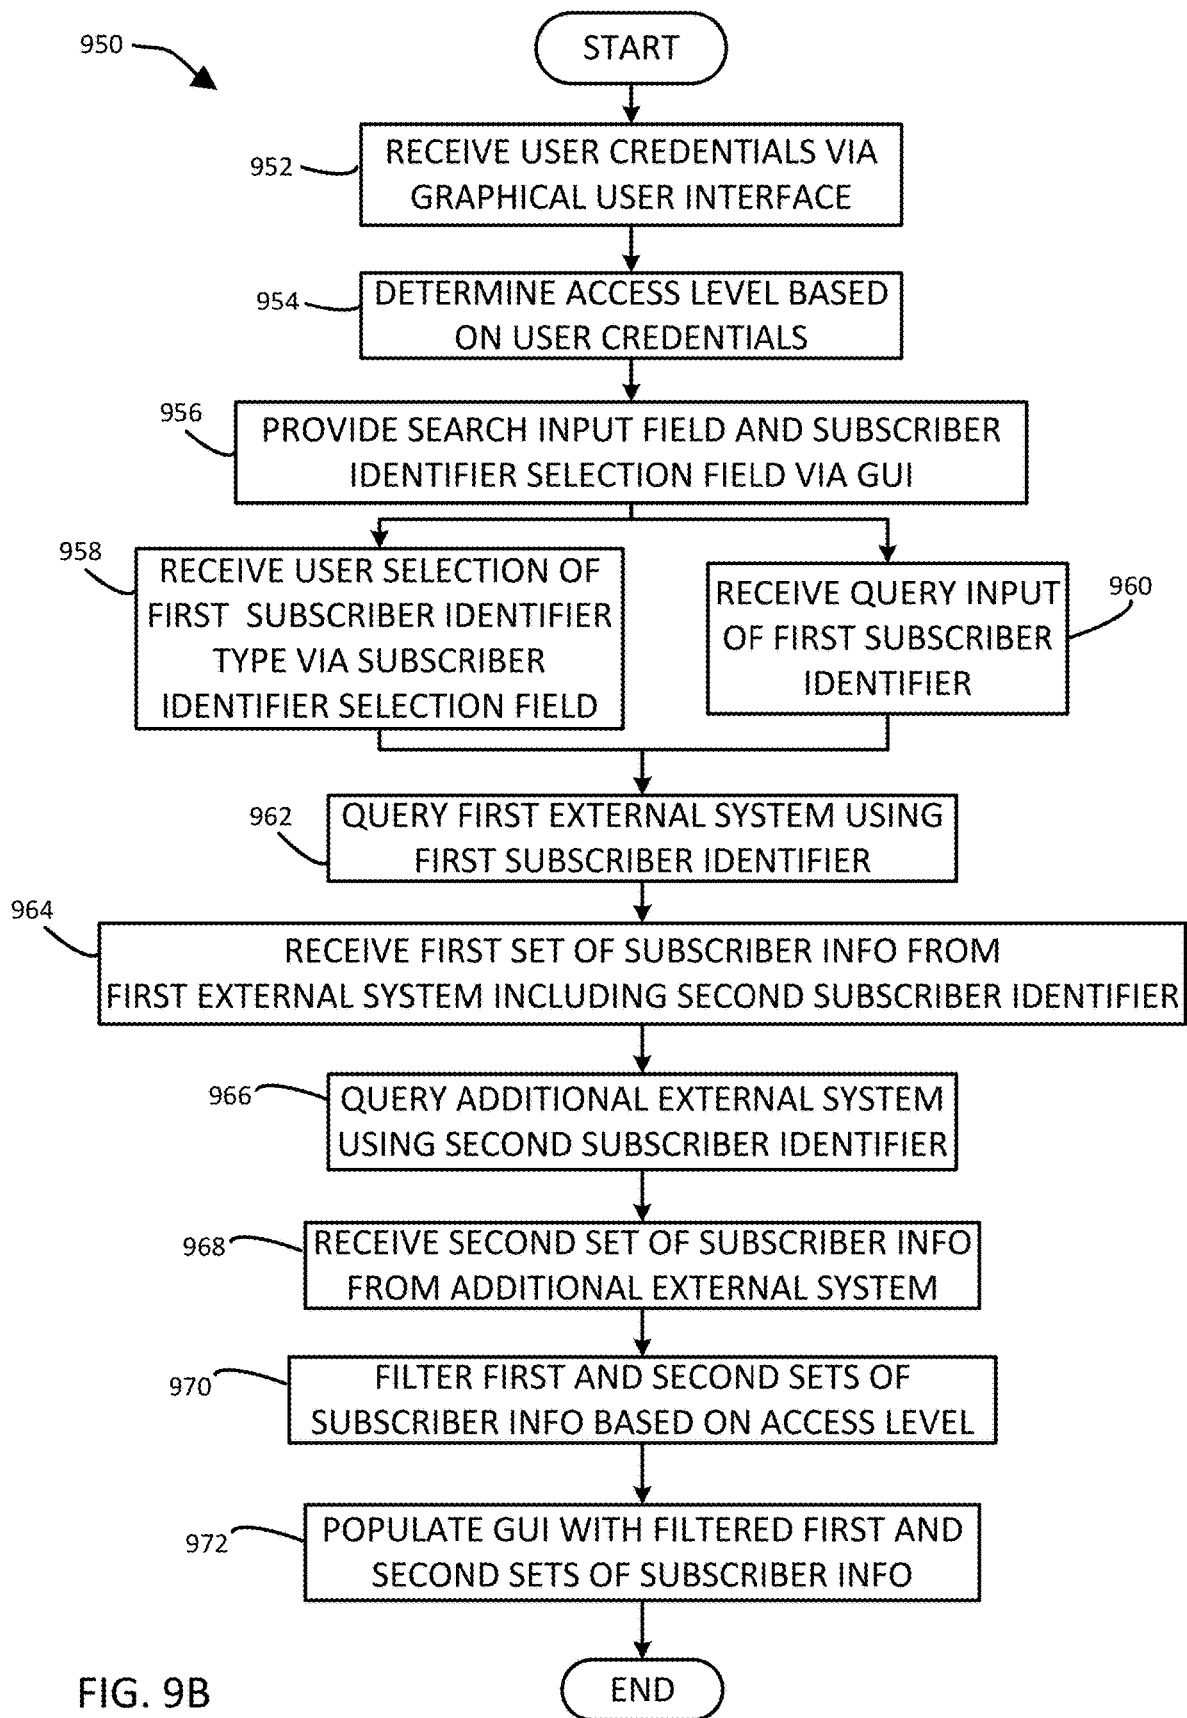 950
START
952
RECEIVE USER CREDENTIALS VIA
GRAPHICAL USER INTERFACE
954
DETERMINE ACCESS LEVEL BASED
ON USER CREDENTIALS
956
PROVIDE SEARCH INPUT FIELD AND SUBSCRIBER
IDENTIFIER SELECTION FIELD VIA GUI
958
RECEIVE USER SELECTION OF
FIRST SUBSCRIBER IDENTIFIER
TYPE VIA SUBSCRIBER
IDENTIFIER SELECTION FIELD
960
RECEIVE QUERY INPUT
OF FIRST SUBSCRIBER
IDENTIFIER
962
QUERY FIRST EXTERNAL SYSTEM USING
FIRST SUBSCRIBER IDENTIFIER
964
RECEIVE FIRST SET OF SUBSCRIBER INFO FROM
FIRST EXTERNAL SYSTEM INCLUDING SECOND SUBSCRIBER IDENTIFIER
966
QUERY ADDITIONAL EXTERNAL SYSTEM
USING SECOND SUBSCRIBER IDENTIFIER
968
RECEIVE SECOND SET OF SUBSCRIBER INFO
FROM ADDITIONAL EXTERNAL SYSTEM
970
FILTER FIRST AND SECOND SETS OF
SUBSCRIBER INFO BASED ON ACCESS LEVEL
972
POPULATE GUI WITH FILTERED FIRST AND
SECOND SETS OF SUBSCRIBER INFO
END
FIG. 9B